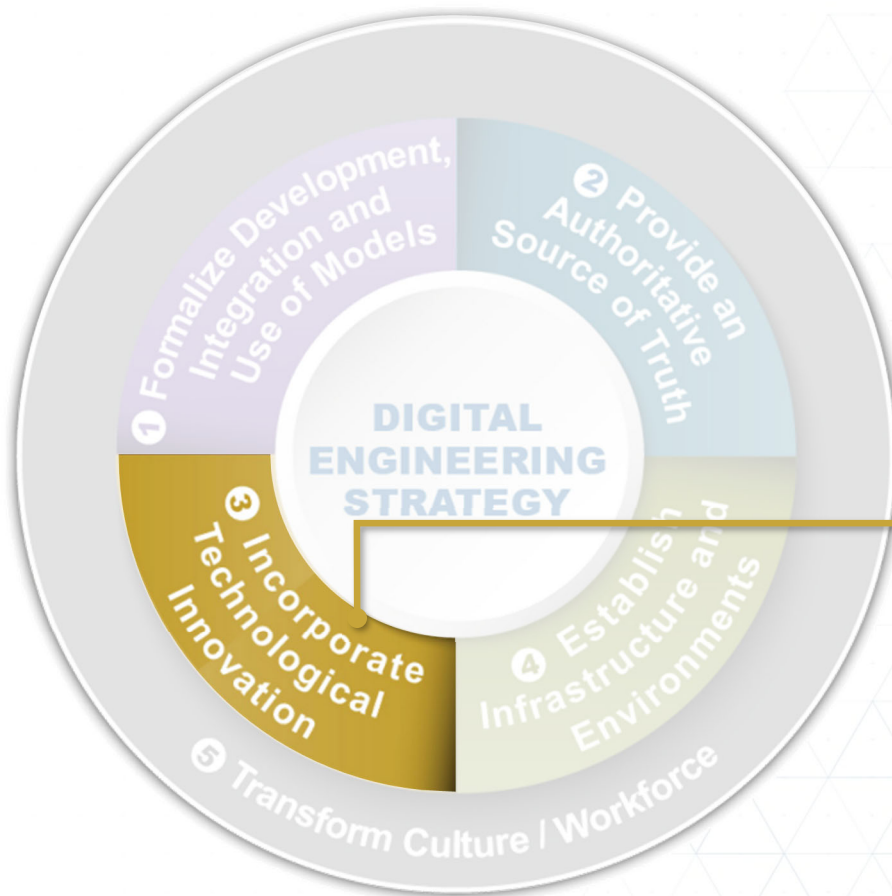 1 Formalize Development,
Integration and
Use of Models
2 Provide an
Authoritative
Source of Truth
DIGITAL
ENGINEERING
STRATEGY
3 Incorporate
Technological
Innovation
4 Establish
Infrastructure and
Environments
5 Transform Culture / Workforce